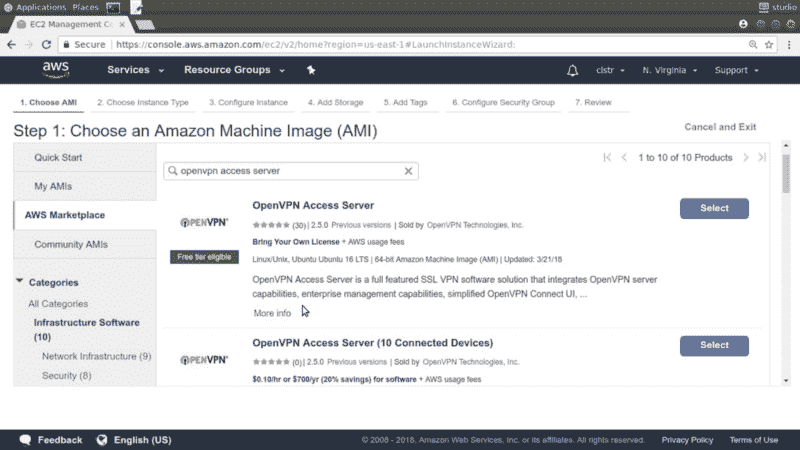 Applications Places studio
EC2 Management Co
Secure https://console.aws.amazon.com/ec2/v2/home?region=us-east-1#LaunchInstanceWizard:
aws Services Resource Groups clstr N. Virginia Support
1. Choose AMI 2. Choose Instance Type 3. Configure Instance 4. Add Storage 5. Add Tags 6. Configure Security Group 7. Review
Step 1: Choose an Amazon Machine Image (AMI) Cancel and Exit
Quick Start
My AMIs
AWS Marketplace
Community AMIs
Categories
All Categories
Infrastructure Software
(10)
Network Infrastructure (9)
Security (8)
openvpn access server
1 to 10 of 10 Products
OPENVPN
Free tier eligible
OpenVPN Access Server
(30) | 2.5.0 Previous versions | Sold by OpenVPN Technologies, Inc.
Bring Your Own License + AWS usage fees
Linux/Unix, Ubuntu Ubuntu 16 LTS | 64-bit Amazon Machine Image (AMI) | Updated: 3/21/18
OpenVPN Access Server is a full featured SSL VPN software solution that integrates OpenVPN server
capabilities, enterprise management capabilities, simplified OpenVPN Connect UI, ...
More info
Select
OPENVPN
OpenVPN Access Server (10 Connected Devices)
(0) | 2.5.0 Previous versions | Sold by OpenVPN Technologies, Inc.
$0.10/hr or $700/yr (20% savings) for software + AWS usage fees
Select
Feedback English (US) © 2008 - 2018, Amazon Web Services, Inc. or its affiliates. All rights reserved. Privacy Policy Terms of Use